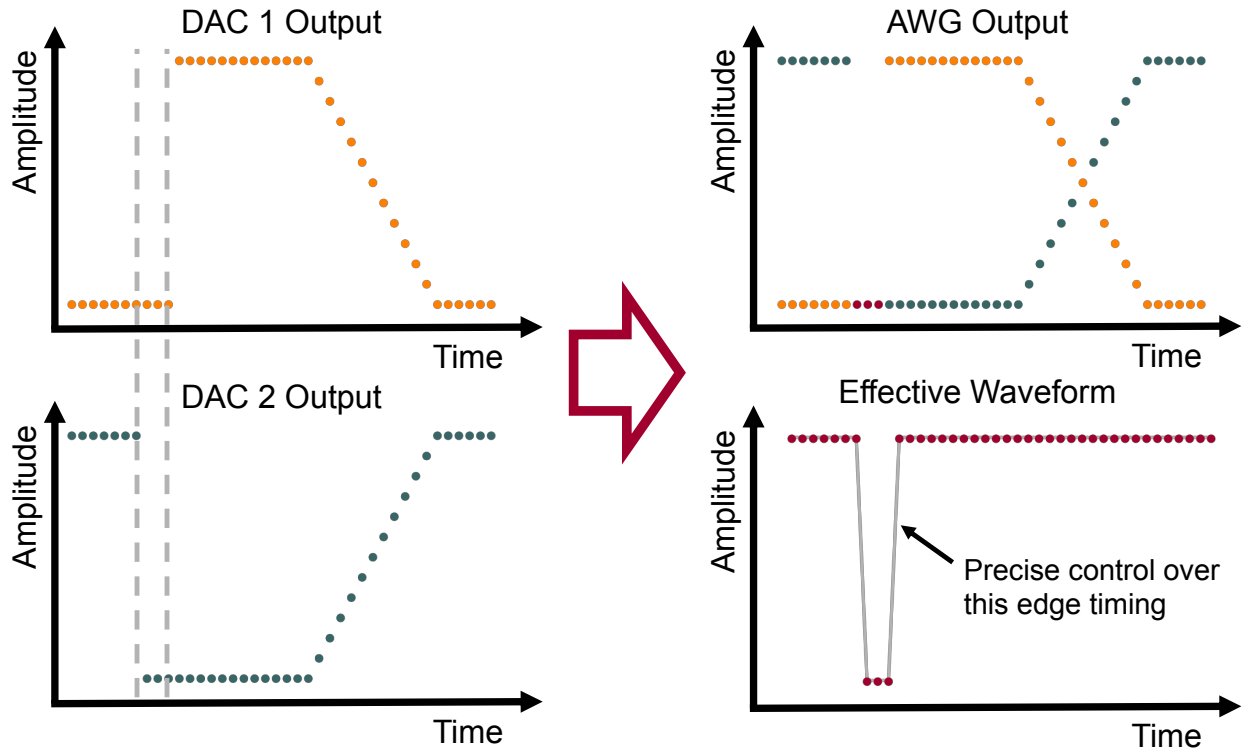 DAC 1 Output
Amplitude
Time
DAC 2 Output
Amplitude
Time
AWG Output
Amplitude
Time
Effective Waveform
Amplitude
Precise control over
this edge timing
Time